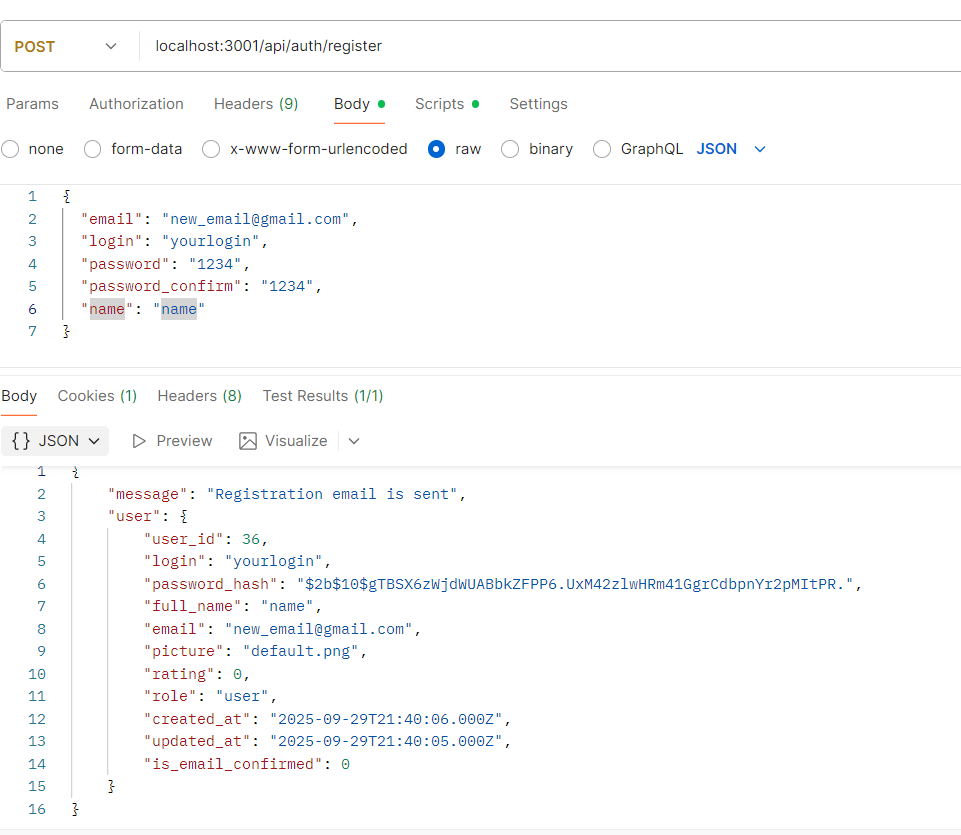 POST localhost:3001/api/auth/register
Params Authorization Headers (9) Body Scripts Settings
none form-data x-www-form-urlencoded raw binary GraphQL JSON
1 {
2 "email": "new_email@gmail.com",
3 "login": "yourlogin",
4 "password": "1234",
5 "password_confirm": "1234",
6 "name": "name"
7 }
Body Cookies (1) Headers (8) Test Results (1/1)
{} JSON Preview Visualize
1 {
2 "message": "Registration email is sent",
3 "user": {
4 "user_id": 36,
5 "login": "yourlogin",
6 "password_hash": "$2b$10$gTBSX6zWjdWUABbkZFPP6.UxM42zlwHRm41GgrCdbpnYr2pMItPR.",
7 "full_name": "name",
8 "email": "new_email@gmail.com",
9 "picture": "default.png",
10 "rating": 0,
11 "role": "user",
12 "created_at": "2025-09-29T21:40:06.000Z",
13 "updated_at": "2025-09-29T21:40:05.000Z",
14 "is_email_confirmed": 0
15 }
16 }